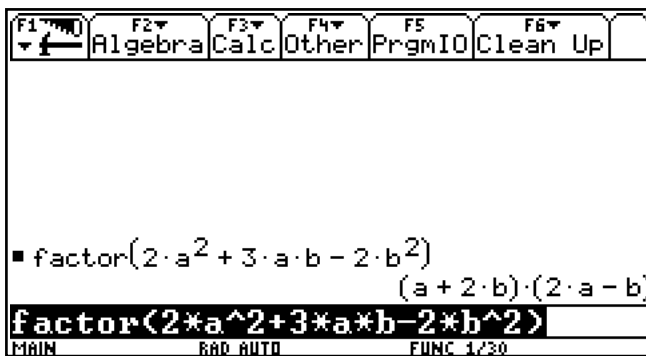 F1 F2 F3 F4 F5 F6
Algebra Calc Other PrgmIO Clean Up
factor(2·a² + 3·a·b − 2·b²)
(a + 2·b)·(2·a − b)
factor(2*a^2+3*a*b-2*b^2)
MAIN RAD AUTO FUNC 1/30